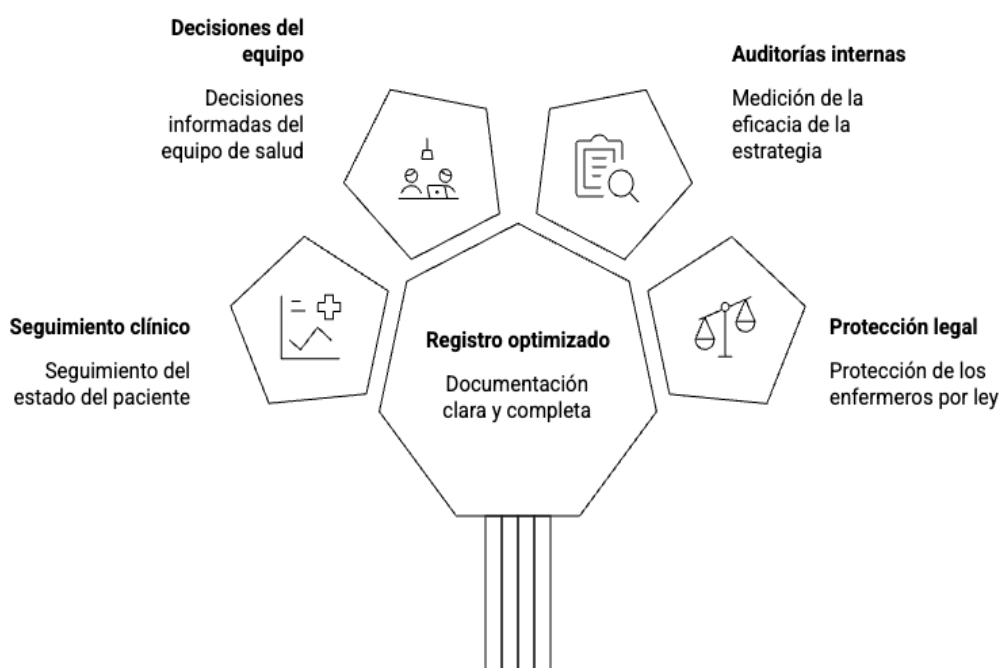 Decisiones del
equipo
Decisiones
informadas del
equipo de salud
Auditorías internas
Medición de la
eficacia de la
estrategia
Seguimiento clínico
Seguimiento del
estado del paciente
Registro optimizado
Documentación
clara y completa
Protección legal
Protección de los
enfermeros por ley